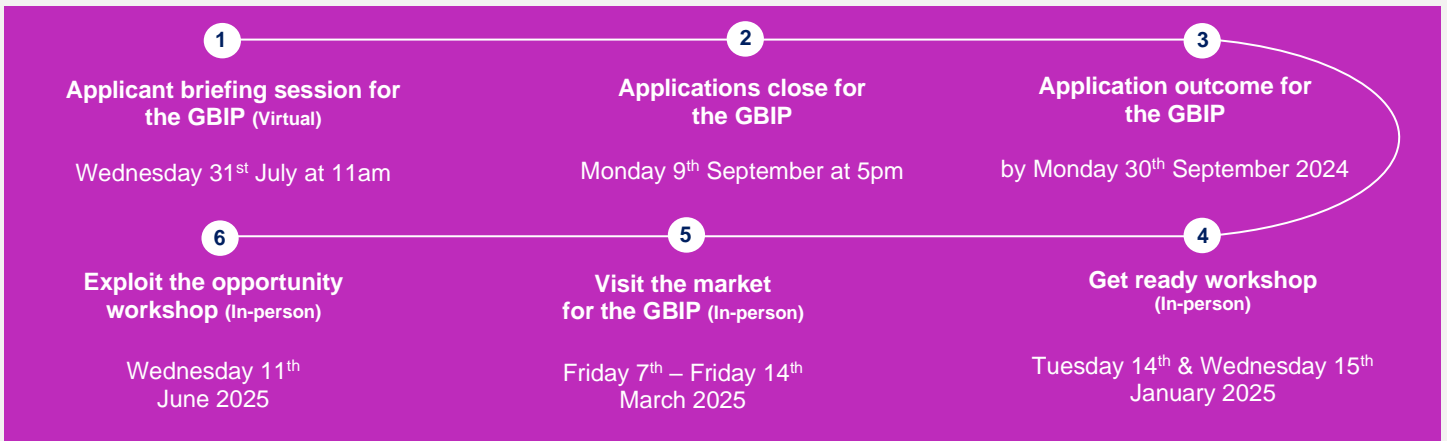 1
Applicant briefing session for
the GBIP (Virtual)
Wednesday 31st July at 11am
2
Applications close for
the GBIP
Monday 9th September at 5pm
3
Application outcome for
the GBIP
by Monday 30th September 2024
4
Get ready workshop
(In-person)
Tuesday 14th & Wednesday 15th
January 2025
5
Visit the market
for the GBIP (In-person)
Friday 7th – Friday 14th
March 2025
6
Exploit the opportunity
workshop (In-person)
Wednesday 11th
June 2025